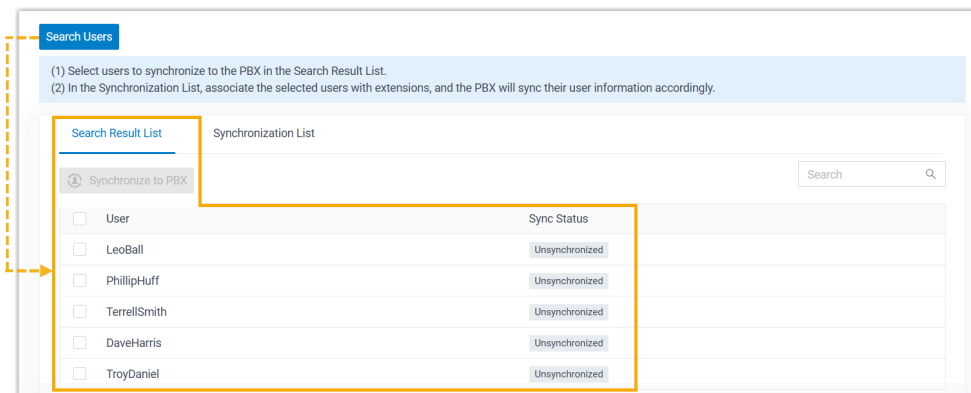 Search Users
(1) Select users to synchronize to the PBX in the Search Result List.
(2) In the Synchronization List, associate the selected users with extensions, and the PBX will sync their user information accordingly.
Search Result List Synchronization List
Synchronize to PBX Search
User Sync Status
LeoBall Unsynchronized
PhillipHuff Unsynchronized
TerrellSmith Unsynchronized
DaveHarris Unsynchronized
TroyDaniel Unsynchronized